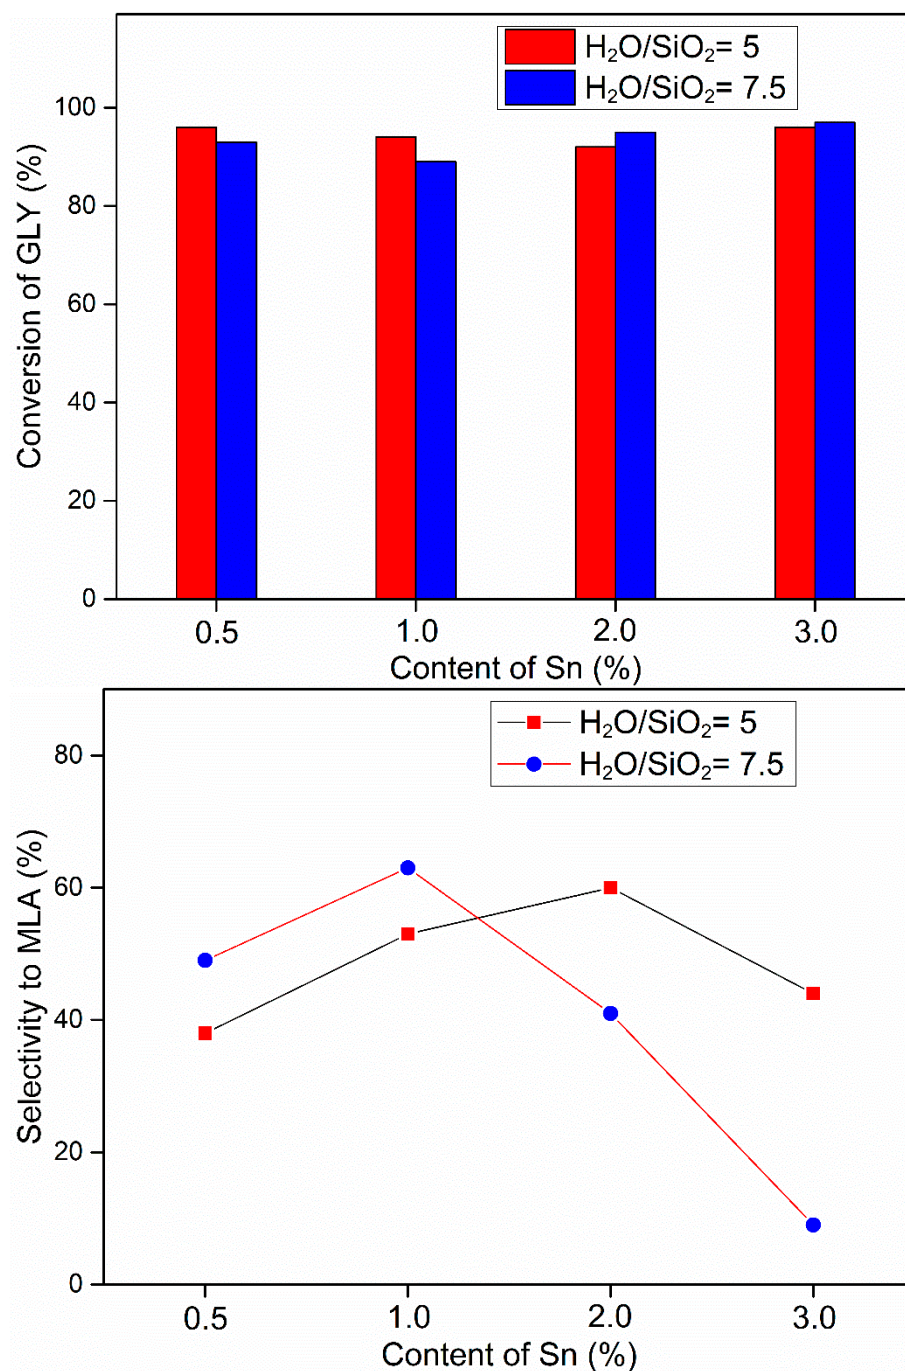 H₂O/SiO₂= 5
H₂O/SiO₂= 7.5
100
80
60
40
20
0
Conversion of GLY (%)
0.5 1.0 2.0 3.0
Content of Sn (%)
H₂O/SiO₂= 5
H₂O/SiO₂= 7.5
80
60
40
20
0
Selectivity to MLA (%)
0.5 1.0 2.0 3.0
Content of Sn (%)